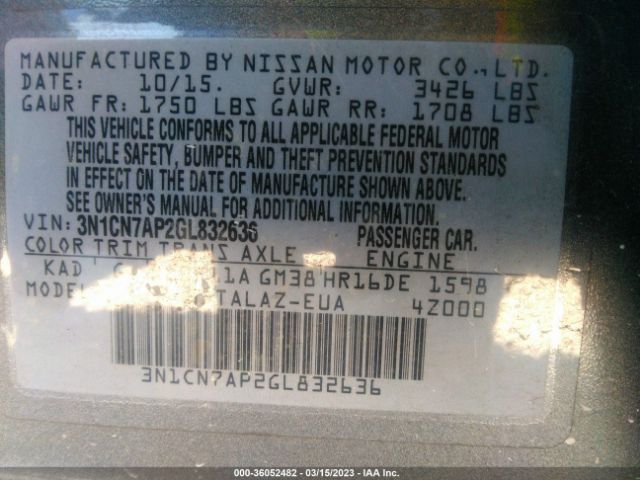 MANUFACTURED BY NISSAN MOTOR CO., LTD.
DATE: 10/15. GVWR: 3426 LBS
GAWR FR: 1750 LBS GAWR RR: 1708 LBS
THIS VEHICLE CONFORMS TO ALL APPLICABLE FEDERAL MOTOR
VEHICLE SAFETY, BUMPER AND THEFT PREVENTION STANDARDS
IN EFFECT ON THE DATE OF MANUFACTURE SHOWN ABOVE.
SEE OWNER'S MANUAL FOR ADDITIONAL INFORMATION.
VIN: 3N1CN7AP2GL832636 PASSENGER CAR.
COLOR TRIM TRANS AXLE ENGINE
KAD GM38 HR16DE 1598
MODEL TALAZ-EUA 4Z000
3N1CN7AP2GL832636
000-36052482 - 03/15/2023 - IAA Inc.